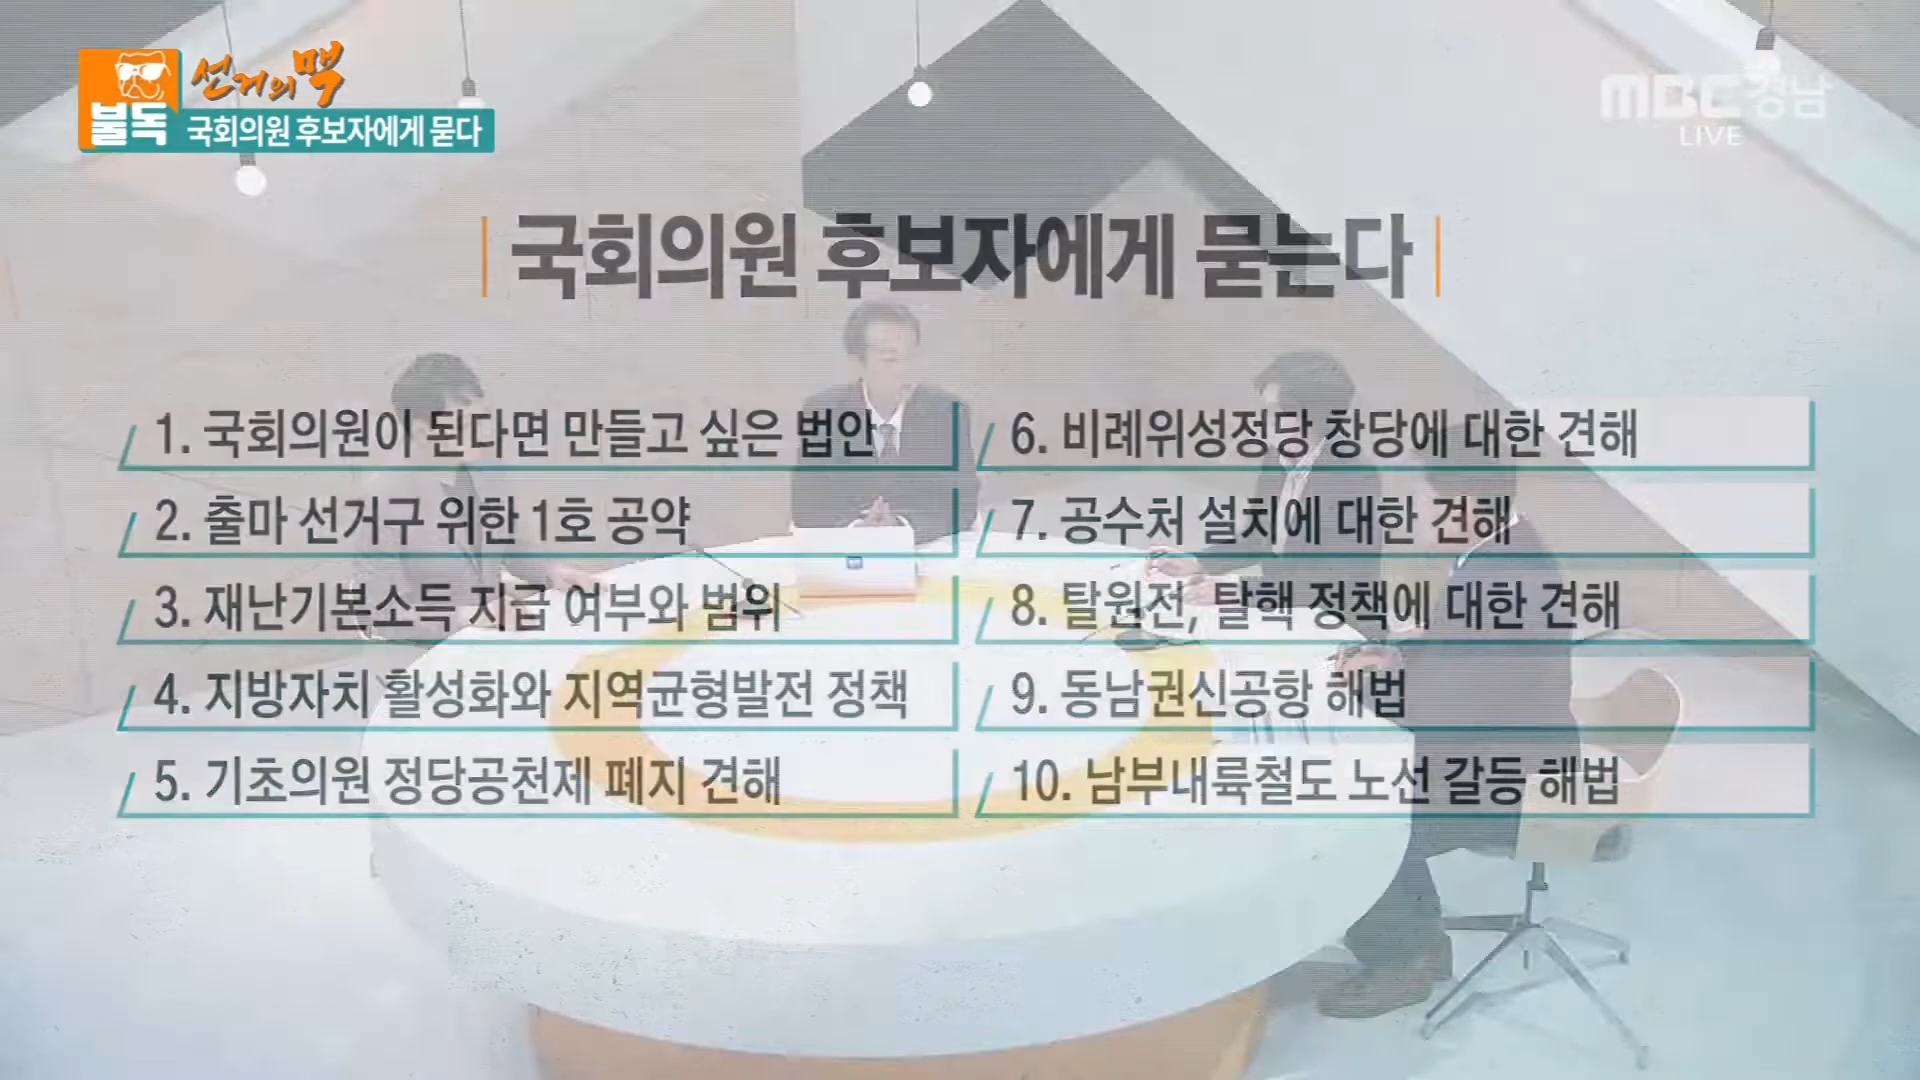 불독
선거의 맥
국회의원 후보자에게 묻다
MBC경남
LIVE
국회의원 후보자에게 묻는다
1. 국회의원이 된다면 만들고 싶은 법안
2. 출마 선거구 위한 1호 공약
3. 재난기본소득 지급 여부와 범위
4. 지방자치 활성화와 지역균형발전 정책
5. 기초의원 정당공천제 폐지 견해
6. 비례위성정당 창당에 대한 견해
7. 공수처 설치에 대한 견해
8. 탈원전, 탈핵 정책에 대한 견해
9. 동남권신공항 해법
10. 남부내륙철도 노선 갈등 해법